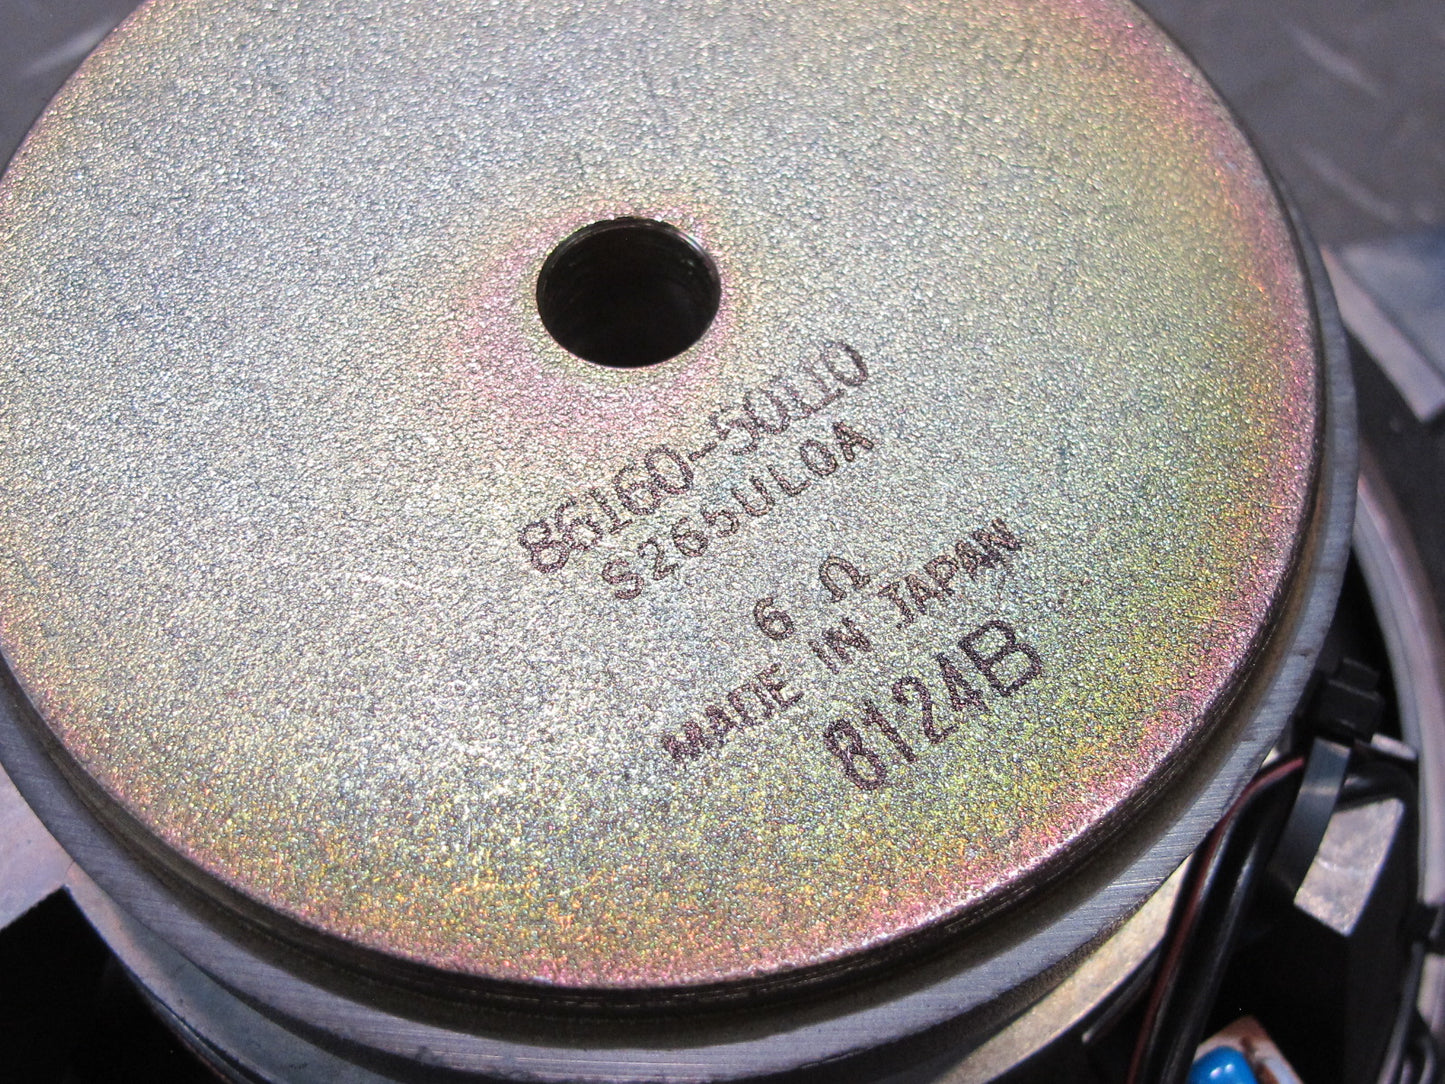 86160-50110
S265UL0A
6 Ω
MADE IN JAPAN
8124B